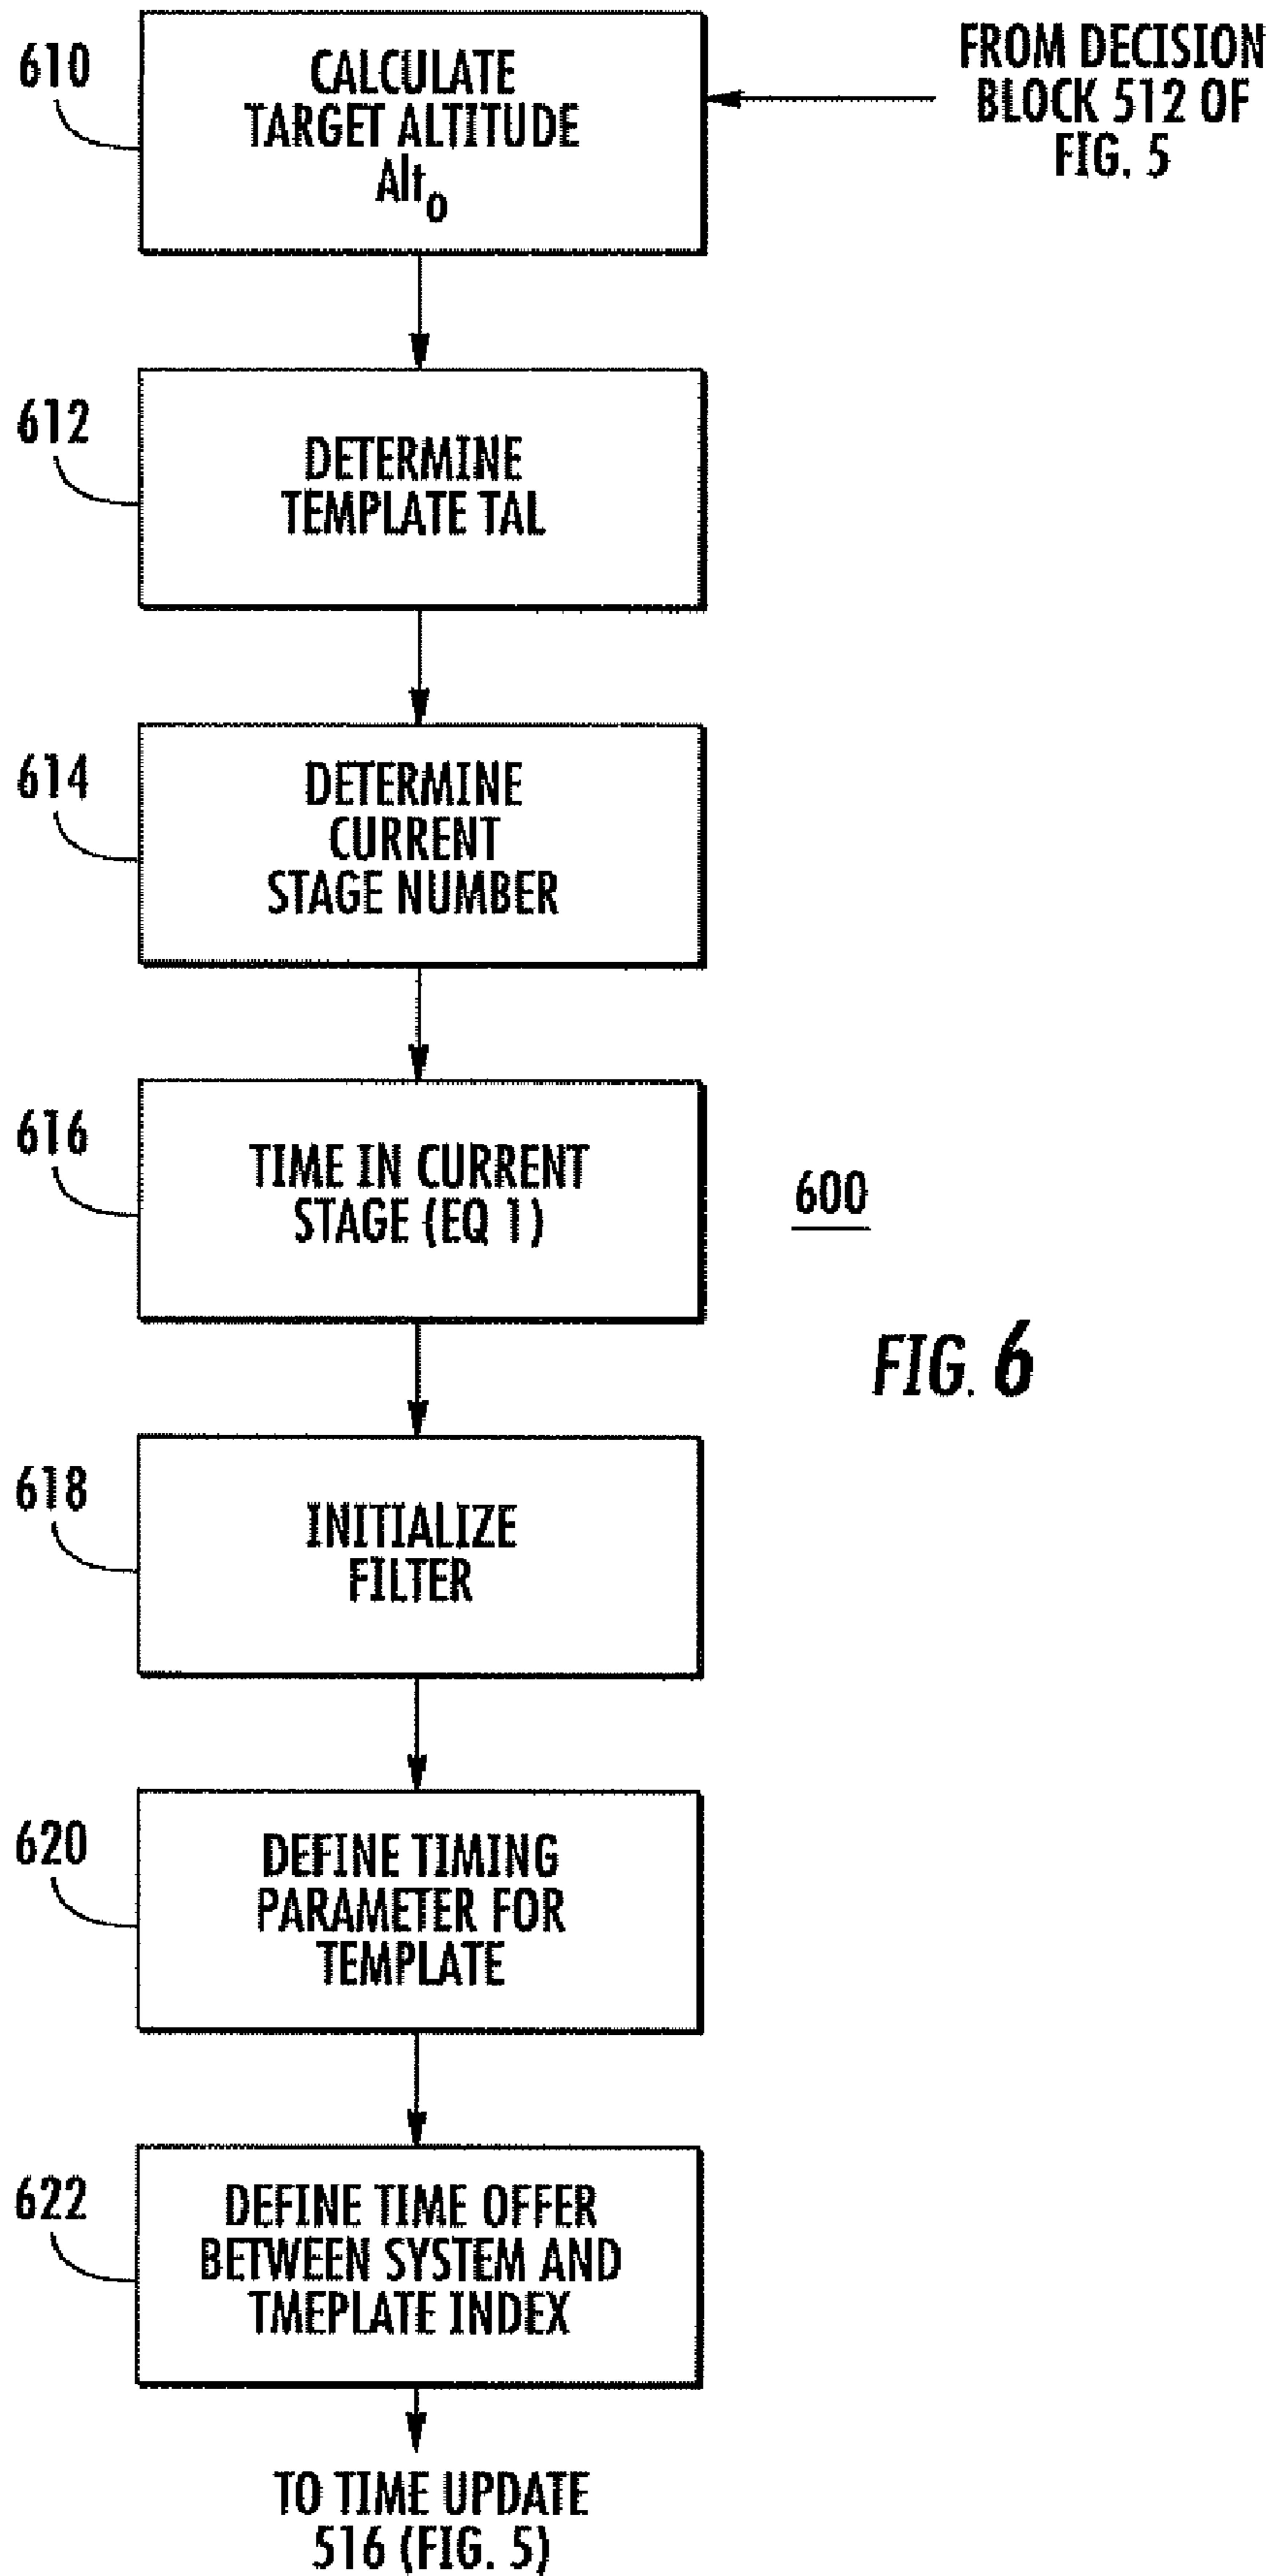 610
CALCULATE
TARGET ALTITUDE
Alt₀
FROM DECISION
BLOCK 512 OF
FIG. 5
612
DETERMINE
TEMPLATE TAL
614
DETERMINE
CURRENT
STAGE NUMBER
616
TIME IN CURRENT
STAGE (EQ 1)
600
FIG. 6
618
INITIALIZE
FILTER
620
DEFINE TIMING
PARAMETER FOR
TEMPLATE
622
DEFINE TIME OFFER
BETWEEN SYSTEM AND
TMEPLATE INDEX
TO TIME UPDATE
516 (FIG. 5)